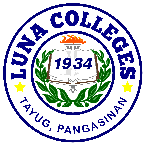 LUNA COLLEGES
1934
TAYUG, PANGASINAN